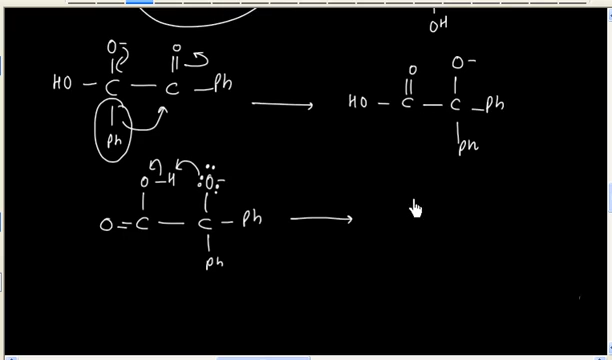 OH
O− O O O−
HO − C − C − Ph HO − C − C − Ph
Ph Ph
O − H O−
O = C − C − Ph
Ph